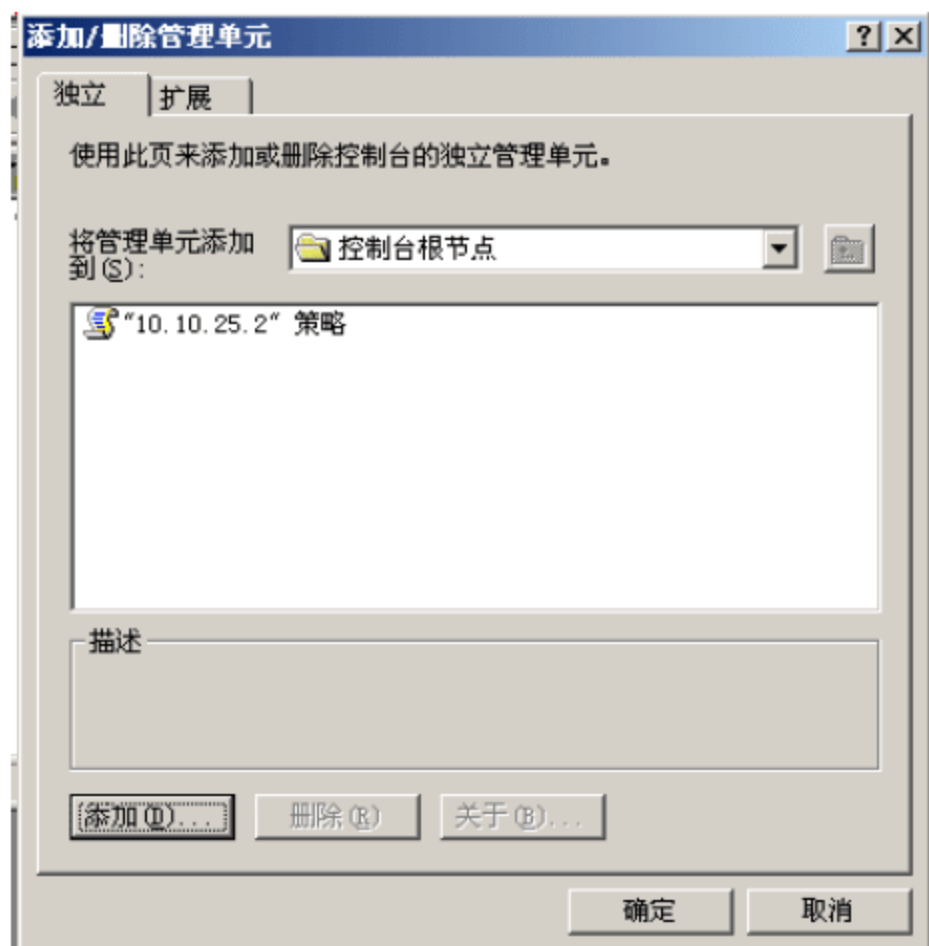 添加/删除管理单元
独立 扩展
使用此页来添加或删除控制台的独立管理单元。
将管理单元添加
到(S): 控制台根节点
"10.10.25.2" 策略
描述
添加(D)... 删除(R) 关于(B)...
确定 取消